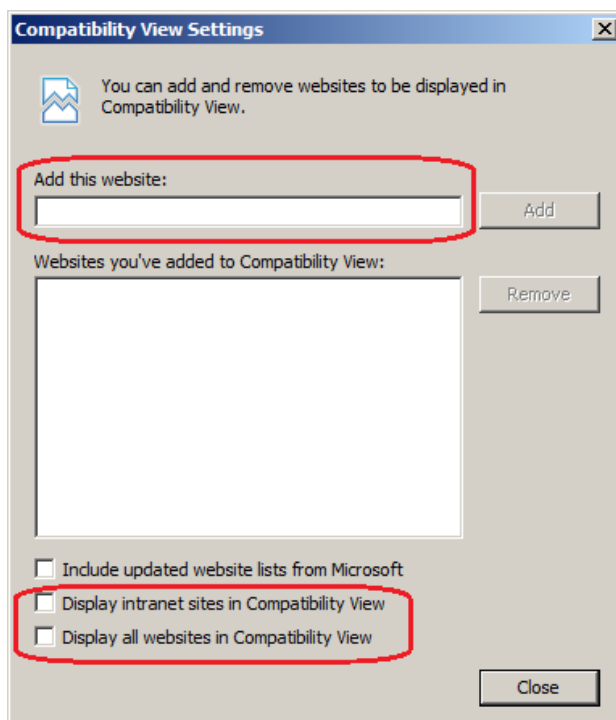 Compatibility View Settings
You can add and remove websites to be displayed in
Compatibility View.
Add this website:
Add
Websites you've added to Compatibility View:
Remove
Include updated website lists from Microsoft
Display intranet sites in Compatibility View
Display all websites in Compatibility View
Close